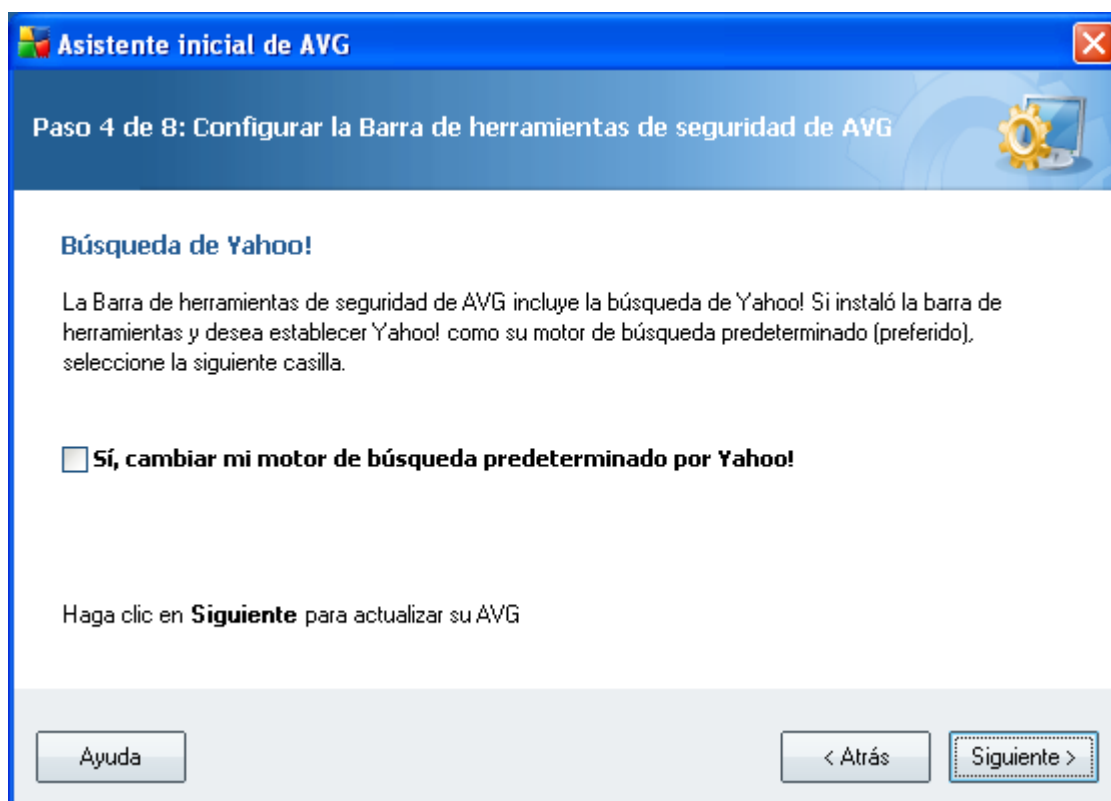 Asistente inicial de AVG
Paso 4 de 8: Configurar la Barra de herramientas de seguridad de AVG
Búsqueda de Yahoo!
La Barra de herramientas de seguridad de AVG incluye la búsqueda de Yahoo! Si instaló la barra de
herramientas y desea establecer Yahoo! como su motor de búsqueda predeterminado (preferido),
seleccione la siguiente casilla.
Sí, cambiar mi motor de búsqueda predeterminado por Yahoo!
Haga clic en Siguiente para actualizar su AVG
Ayuda
< Atrás
Siguiente >